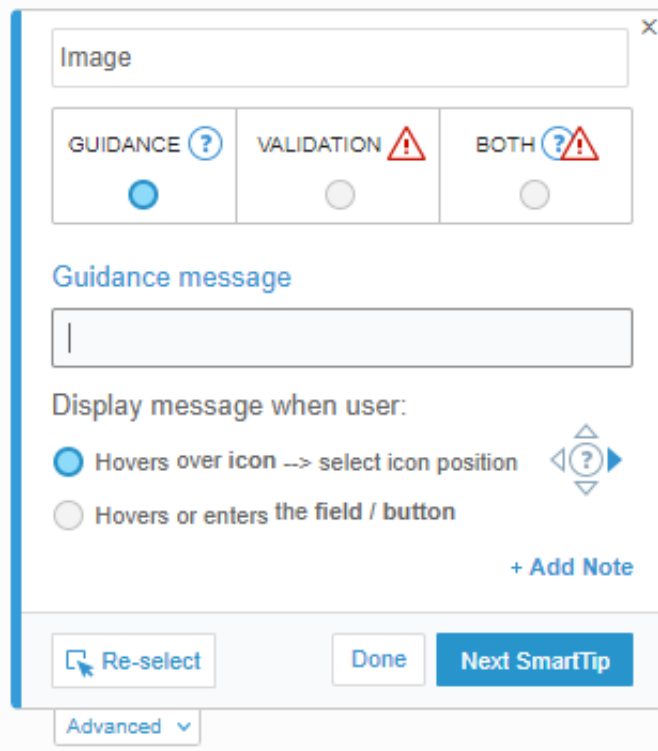 Image
GUIDANCE ? VALIDATION ! BOTH ? !
Guidance message
Display message when user:
Hovers over icon --> select icon position ?
Hovers or enters the field / button
+ Add Note
Re-select Done Next SmartTip
Advanced